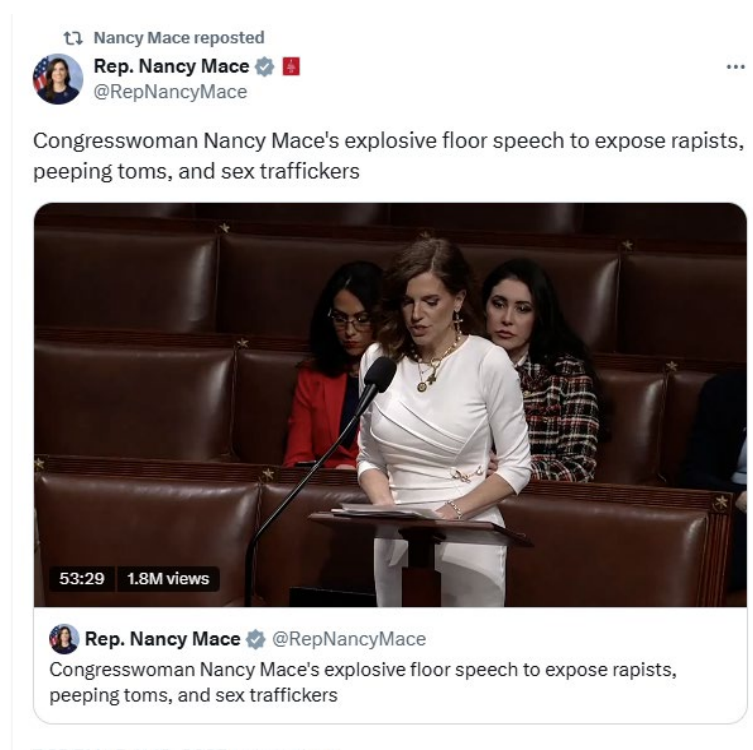 Nancy Mace reposted
Rep. Nancy Mace
@RepNancyMace
Congresswoman Nancy Mace's explosive floor speech to expose rapists,
peeping toms, and sex traffickers
53:29 1.8M views
Rep. Nancy Mace @RepNancyMace
Congresswoman Nancy Mace's explosive floor speech to expose rapists,
peeping toms, and sex traffickers